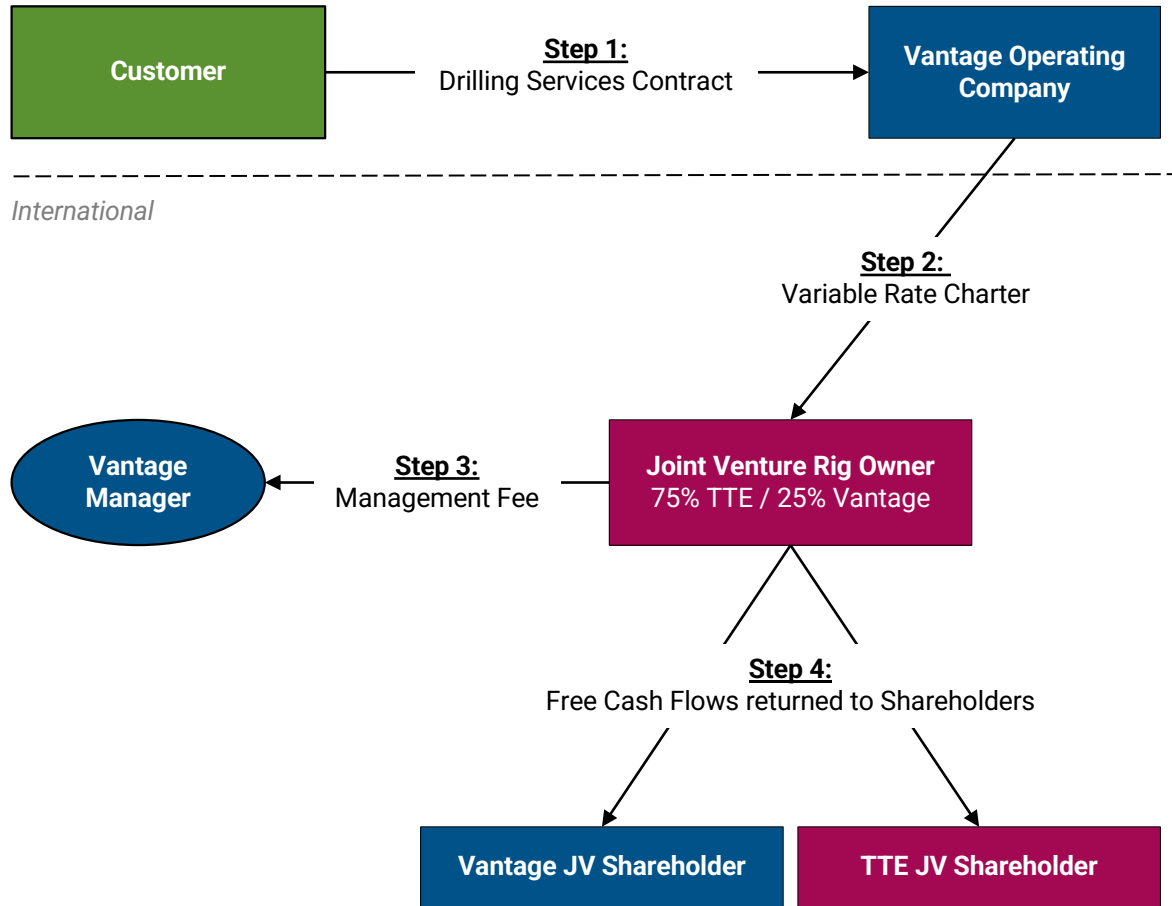 Customer
Step 1:
Drilling Services Contract
Vantage Operating
Company
International
Step 2:
Variable Rate Charter
Vantage
Manager
Step 3:
Management Fee
Joint Venture Rig Owner
75% TTE / 25% Vantage
Step 4:
Free Cash Flows returned to Shareholders
Vantage JV Shareholder
TTE JV Shareholder